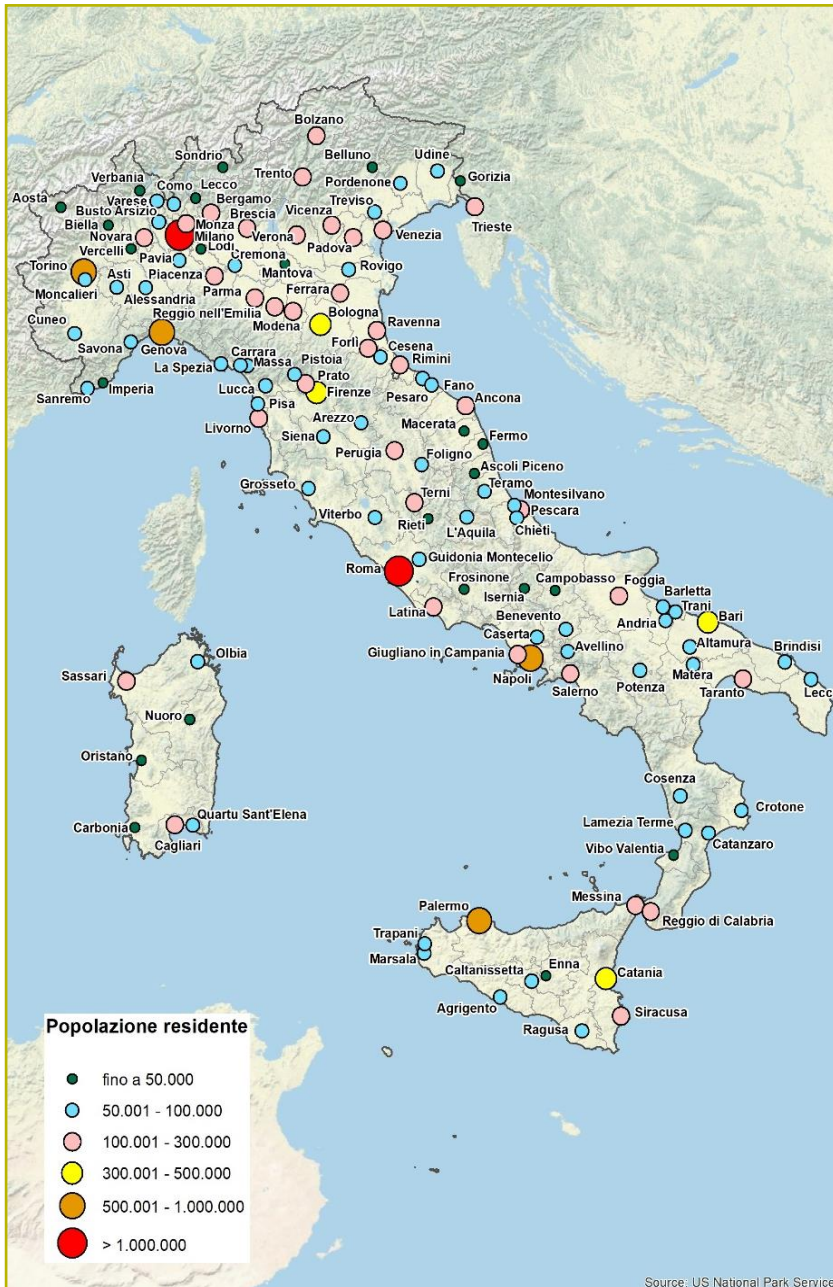 Bolzano
Sondrio
Belluno
Udine
Verbania
Como
Lecco
Trento
Pordenone
Gorizia
Aosta
Varese
Bergamo
Treviso
Busto Arsizio
Brescia
Vicenza
Biella
Monza
Trieste
Novara
Milano
Verona
Padova
Venezia
Vercelli
Lodi
Torino
Pavia
Cremona
Asti
Piacenza
Mantova
Rovigo
Moncalieri
Alessandria
Parma
Ferrara
Reggio nell'Emilia
Bologna
Cuneo
Modena
Ravenna
Savona
Genova
Forlì
Cesena
Carrara
Pistoia
La Spezia
Massa
Prato
Rimini
Imperia
Lucca
Firenze
Pesaro
Fano
Sanremo
Pisa
Ancona
Livorno
Arezzo
Macerata
Siena
Fermo
Perugia
Foligno
Ascoli Piceno
Grosseto
Teramo
Terni
Montesilvano
Viterbo
Pescara
Rieti
L'Aquila
Chieti
Guidonia Montecelio
Roma
Frosinone
Campobasso
Foggia
Isernia
Barletta
Latina
Benevento
Trani
Caserta
Andria
Bari
Giugliano in Campania
Avellino
Altamura
Brindisi
Olbia
Napoli
Salerno
Potenza
Matera
Taranto
Lecc
Sassari
Nuoro
Oristano
Cosenza
Crotone
Quartu Sant'Elena
Lamezia Terme
Carbonia
Catanzaro
Cagliari
Vibo Valentia
Messina
Palermo
Reggio di Calabria
Trapani
Enna
Marsala
Caltanissetta
Catania
Agrigento
Siracusa
Ragusa
Popolazione residente
fino a 50.000
50.001 - 100.000
100.001 - 300.000
300.001 - 500.000
500.001 - 1.000.000
> 1.000.000
Source: US National Park Service